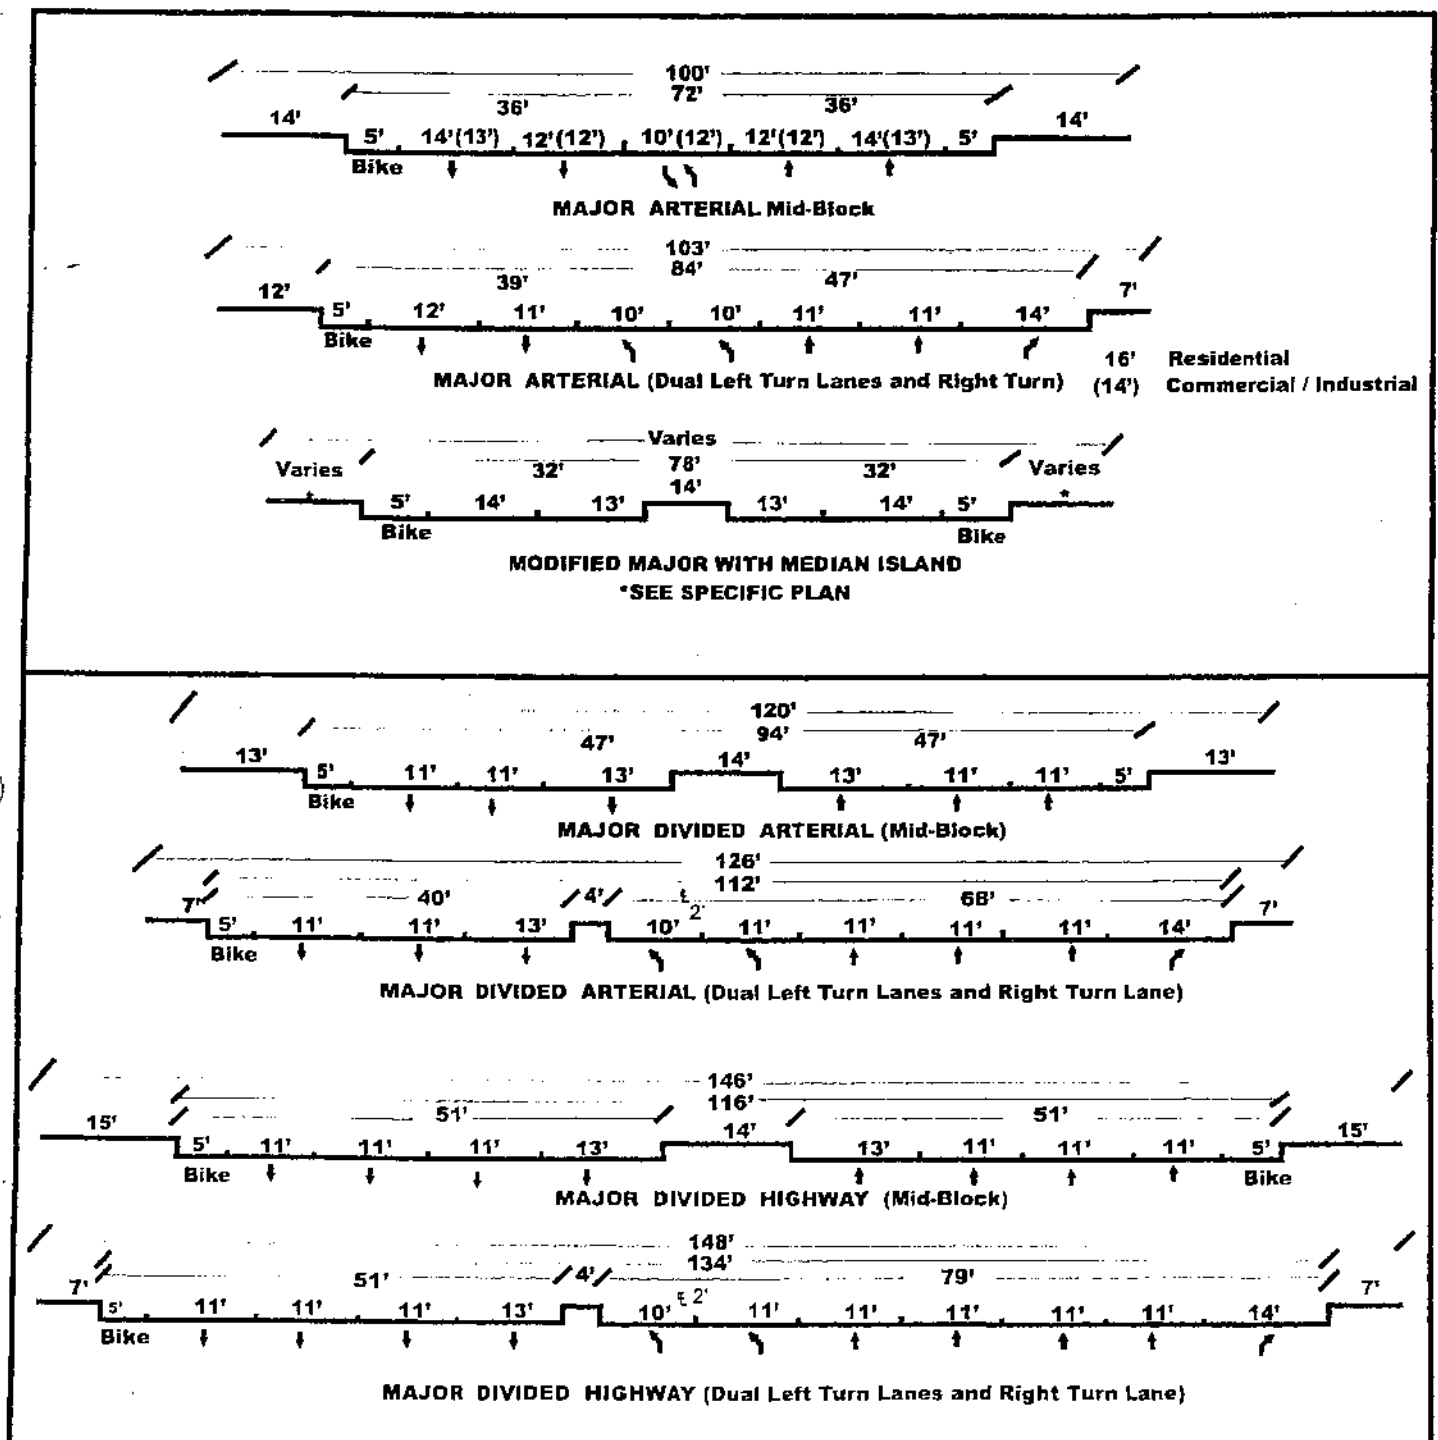 100'
72'
36' 36'
14' 14'
5' 14'(13') 12'(12') 10'(12') 12'(12') 14'(13') 5'
Bike
MAJOR ARTERIAL Mid-Block
103'
84'
39' 47'
12' 7'
5' 12' 11' 10' 10' 11' 11' 14'
Bike
16' Residential
MAJOR ARTERIAL (Dual Left Turn Lanes and Right Turn)
(14') Commercial / Industrial
Varies
Varies 32' 78' 32' Varies
* 14' *
5' 14' 13' 13' 14' 5'
Bike Bike
MODIFIED MAJOR WITH MEDIAN ISLAND
*SEE SPECIFIC PLAN
120'
94'
47' 47'
13' 14' 13'
5' 11' 11' 13' 13' 11' 11' 5'
Bike
MAJOR DIVIDED ARTERIAL (Mid-Block)
126'
112'
7' 40' 4' ℄ 68' 7'
2'
5' 11' 11' 13' 10' 11' 11' 11' 11' 14'
Bike
MAJOR DIVIDED ARTERIAL (Dual Left Turn Lanes and Right Turn Lane)
146'
116'
15' 51' 51' 15'
14'
5' 11' 11' 11' 13' 13' 11' 11' 11' 5'
Bike Bike
MAJOR DIVIDED HIGHWAY (Mid-Block)
148'
134'
7' 51' 4' 79' 7'
℄ 2'
5' 11' 11' 11' 13' 10' 11' 11' 11' 11' 11' 14'
Bike
MAJOR DIVIDED HIGHWAY (Dual Left Turn Lanes and Right Turn Lane)